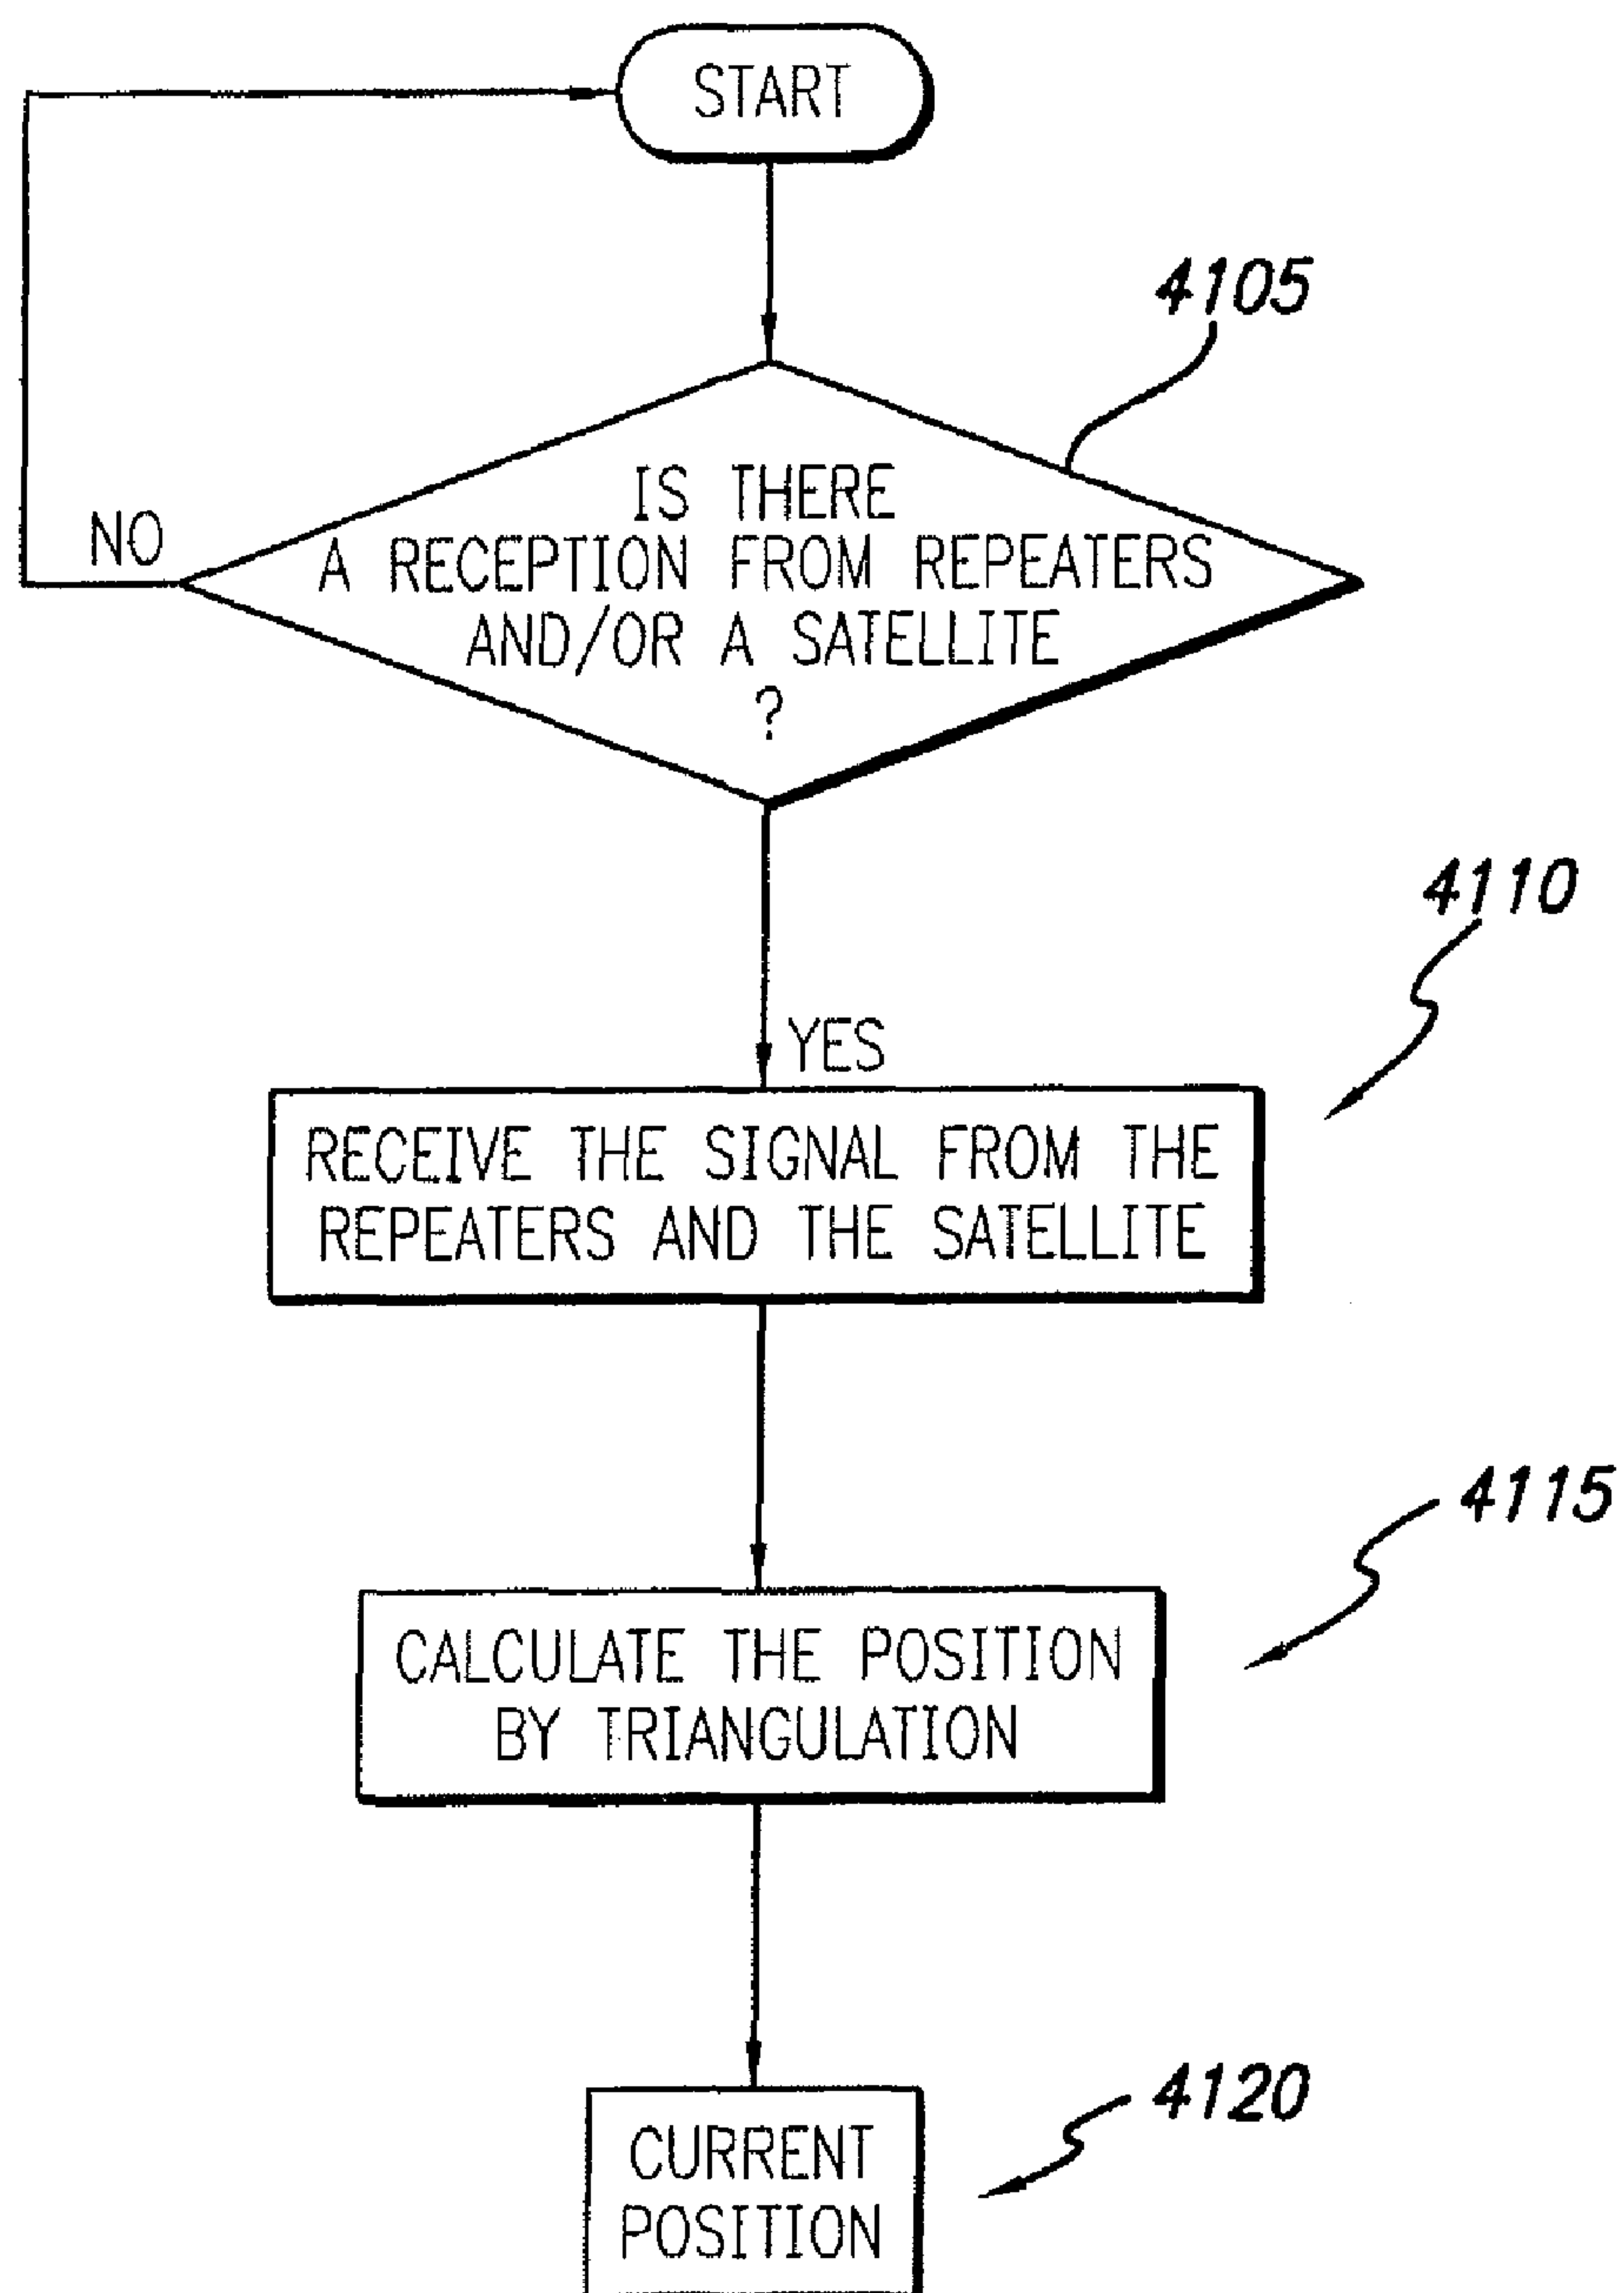 START
4105
IS THERE
A RECEPTION FROM REPEATERS
AND/OR A SATELLITE
?
NO
4110
YES
RECEIVE THE SIGNAL FROM THE
REPEATERS AND THE SATELLITE
4115
CALCULATE THE POSITION
BY TRIANGULATION
4120
CURRENT
POSITION